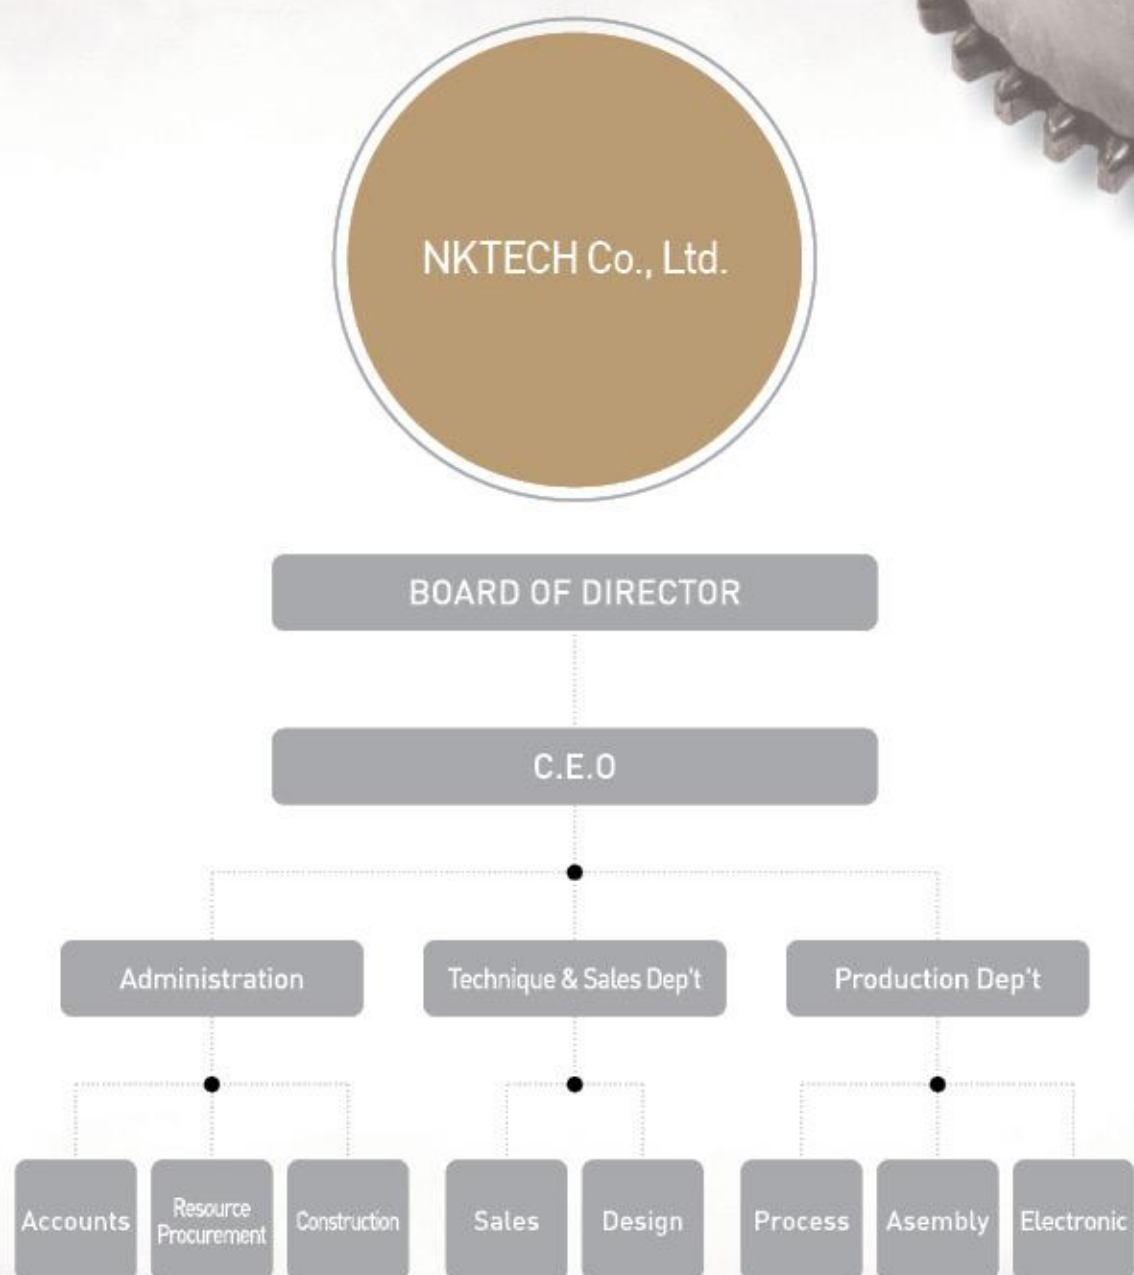 NKTECH Co., Ltd.
BOARD OF DIRECTOR
C.E.O
Administration
Technique & Sales Dep't
Production Dep't
Accounts
Resource
Procurement
Construction
Sales
Design
Process
Asembly
Electronic